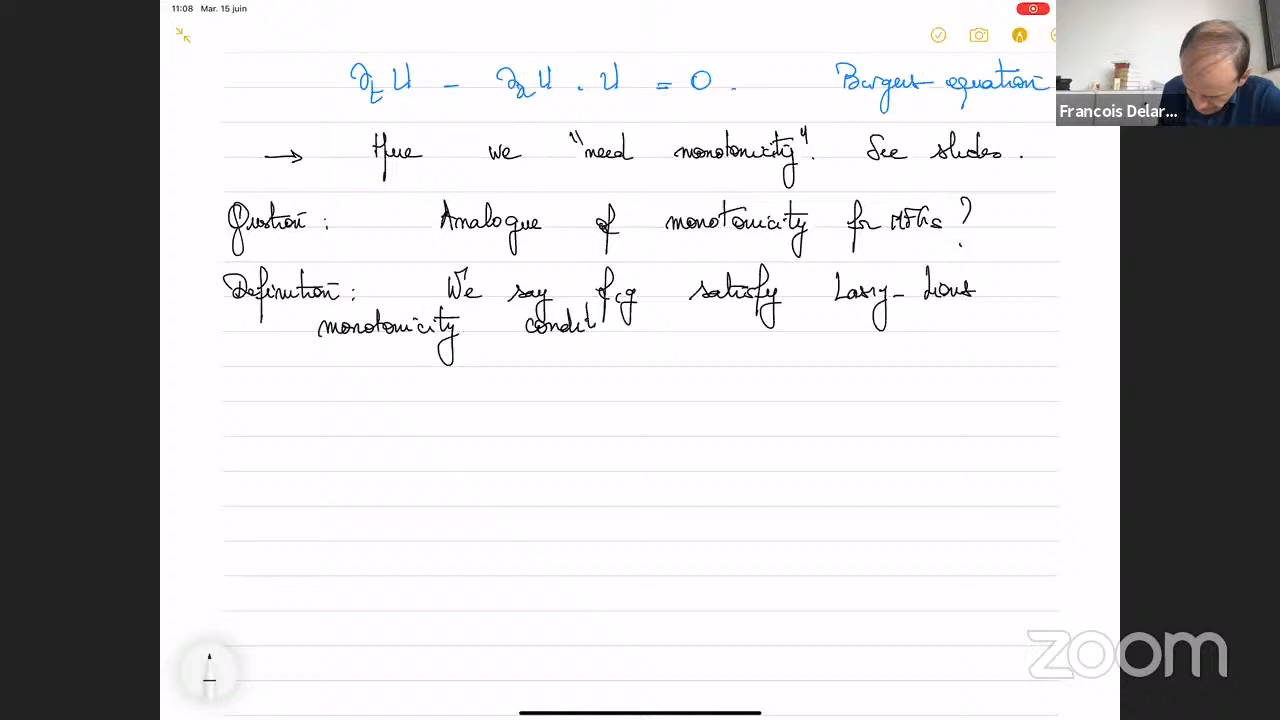 11:08 Mar. 15 juin
∂ₜU - ∂ₓU . U = 0 . Burgers equation
Francois Delar...
→ Here we "need monotonicity". See slides.
Question: Analogue of monotonicity for MFGs?
Definition: We say f,g satisfy Lasry-Lions
monotonicity condit
zoom